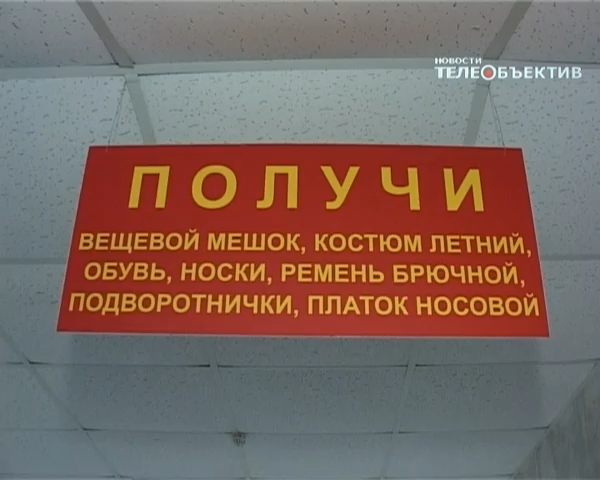 НОВОСТИ
ТЕЛЕОБЪЕКТИВ
ПОЛУЧИ
ВЕЩЕВОЙ МЕШОК, КОСТЮМ ЛЕТНИЙ,
ОБУВЬ, НОСКИ, РЕМЕНЬ БРЮЧНОЙ,
ПОДВОРОТНИЧКИ, ПЛАТОК НОСОВОЙ